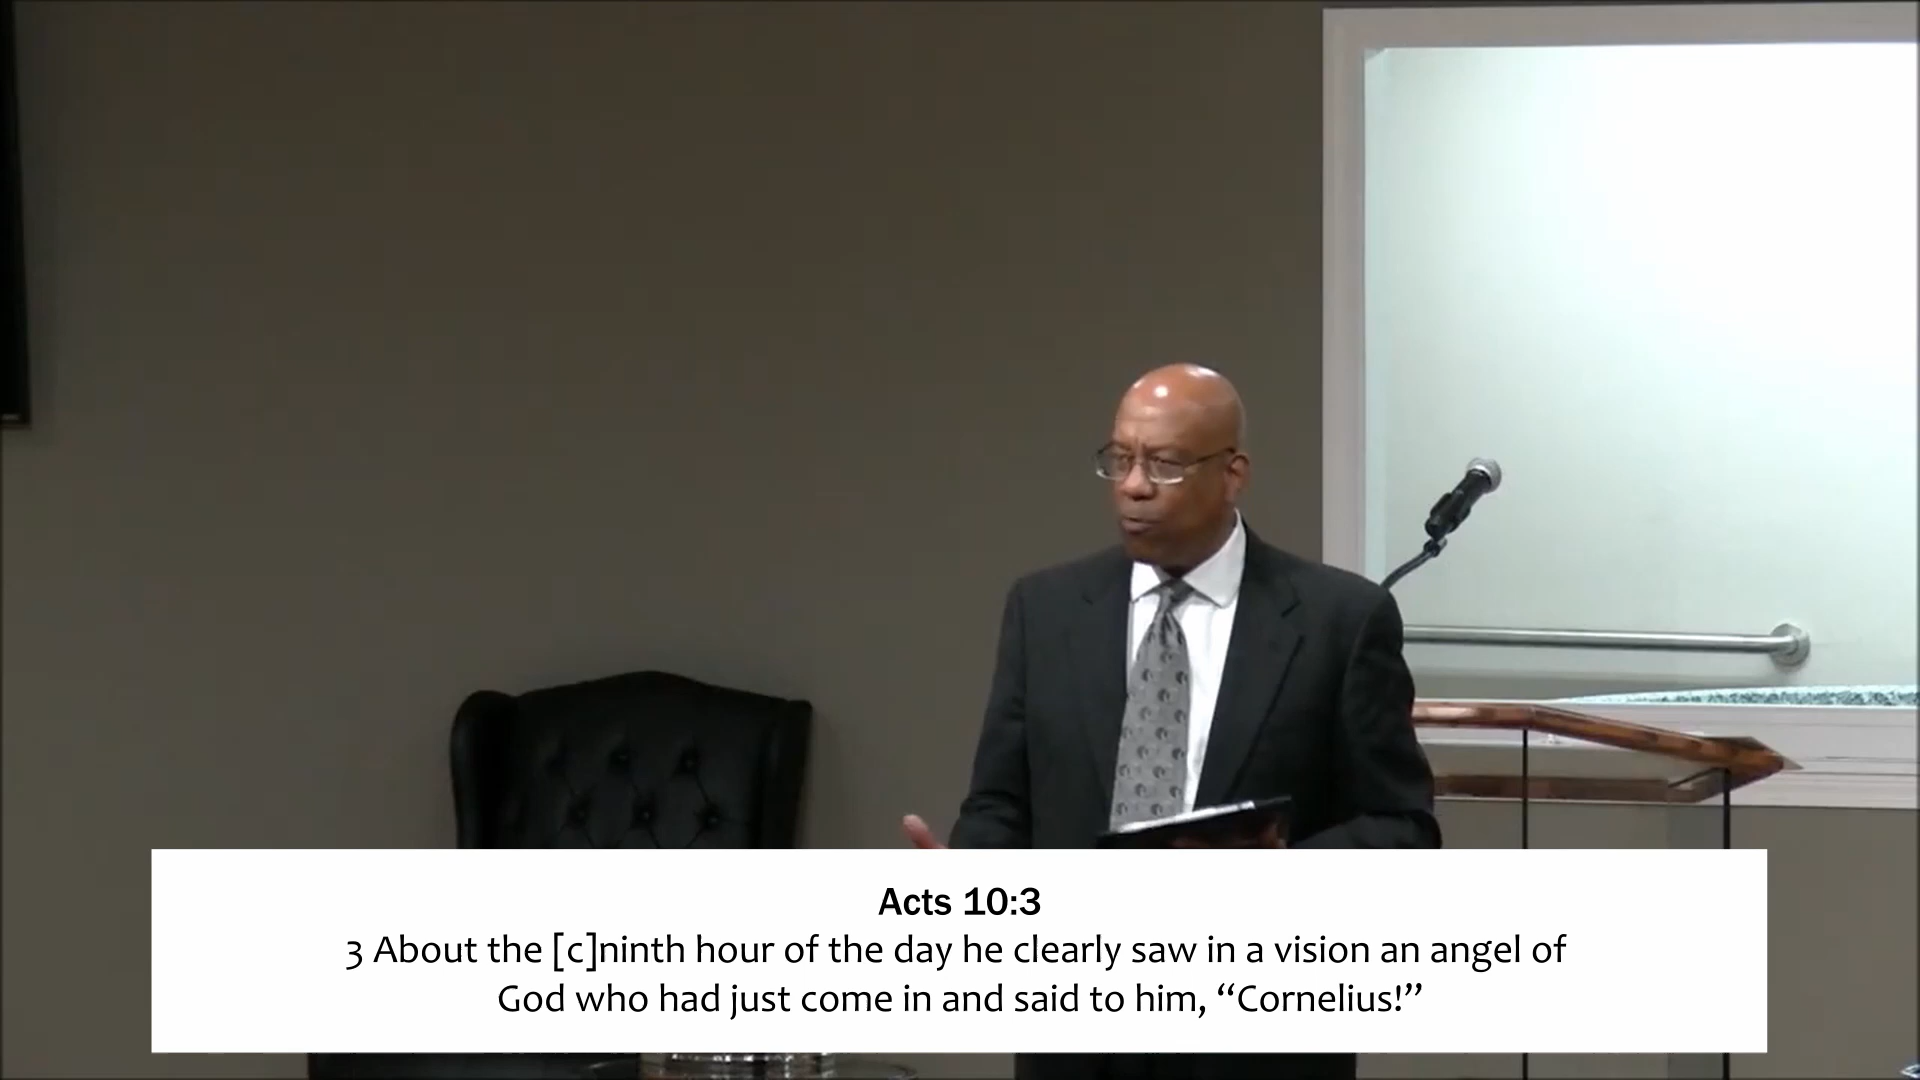 Acts 10:3
3 About the [c]ninth hour of the day he clearly saw in a vision an angel of
God who had just come in and said to him, “Cornelius!”